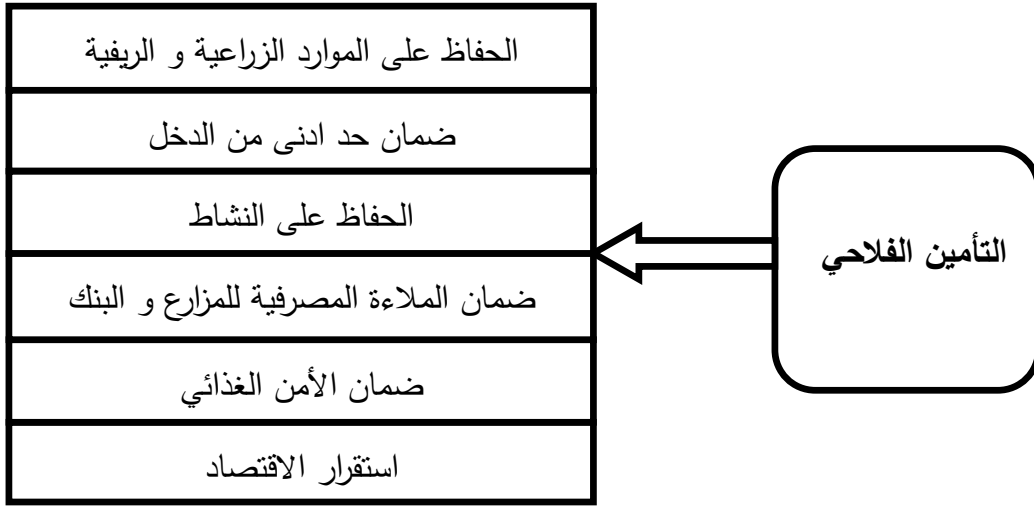 التأمين الفلاحي
الحفاظ على الموارد الزراعية و الريفية
ضمان حد ادنى من الدخل
الحفاظ على النشاط
ضمان الملاءة المصرفية للمزارع و البنك
ضمان الأمن الغذائي
استقرار الاقتصاد